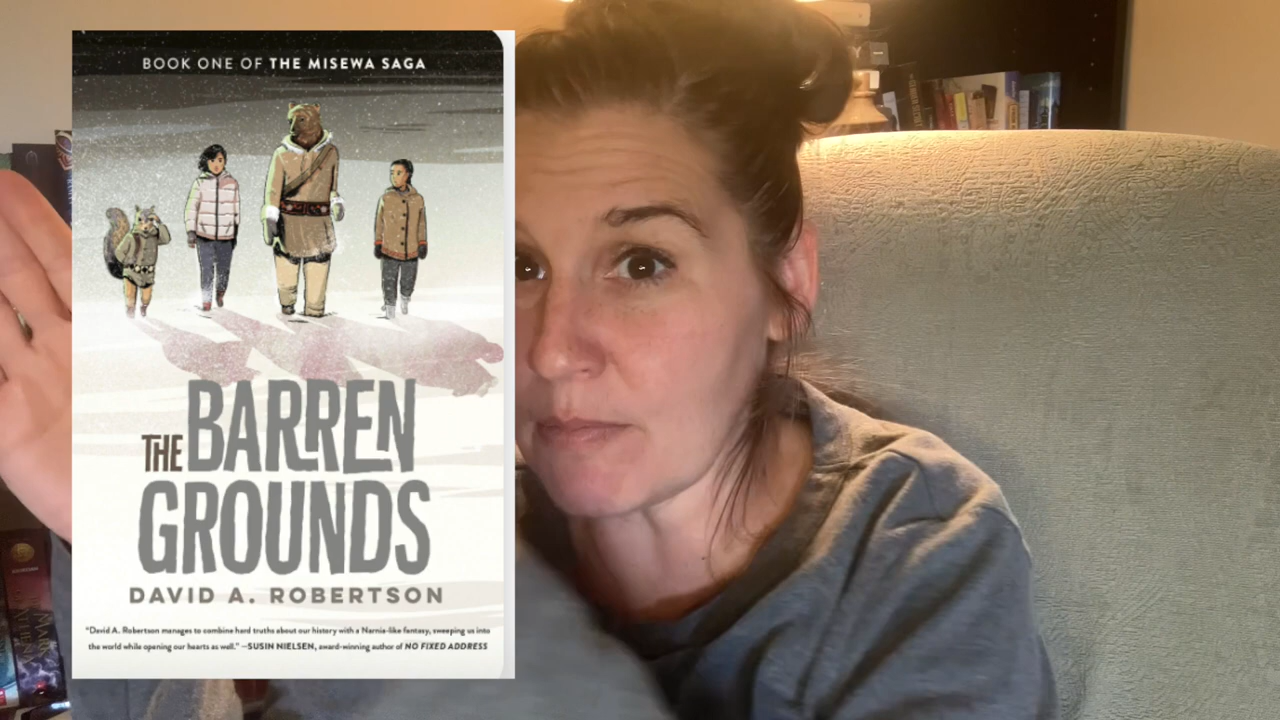 BOOK ONE OF THE MISEWA SAGA
THE BARREN
GROUNDS
DAVID A. ROBERTSON
"David A. Robertson manages to combine hard truths about our history with a Narnia-like fantasy, sweeping us into
the world while opening our hearts as well." —SUSIN NIELSEN, award-winning author of NO FIXED ADDRESS